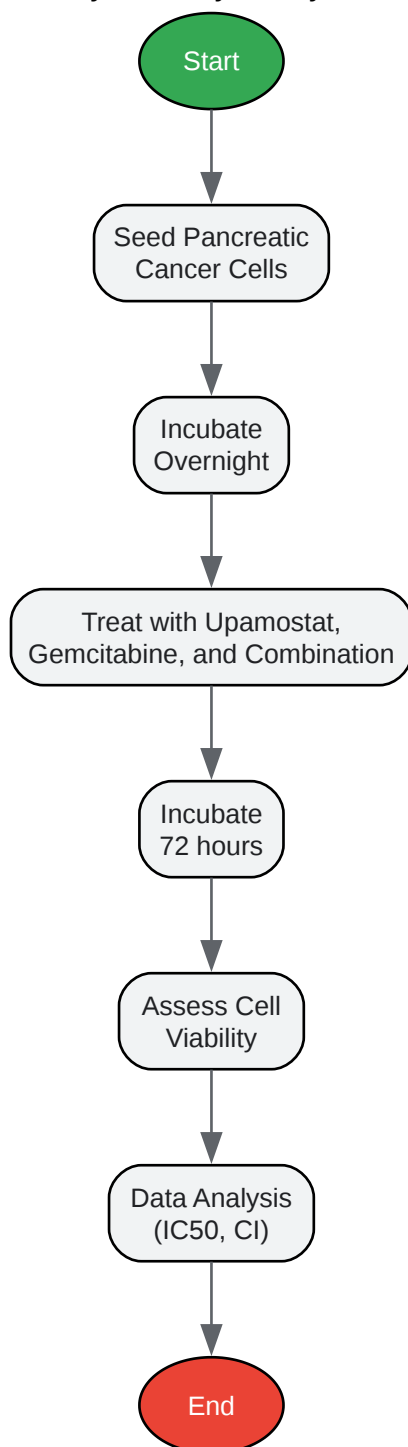 Start
Seed Pancreatic
Cancer Cells
Incubate
Overnight
Treat with Upamostat,
Gemcitabine, and Combination
Incubate
72 hours
Assess Cell
Viability
Data Analysis
(IC50, CI)
End